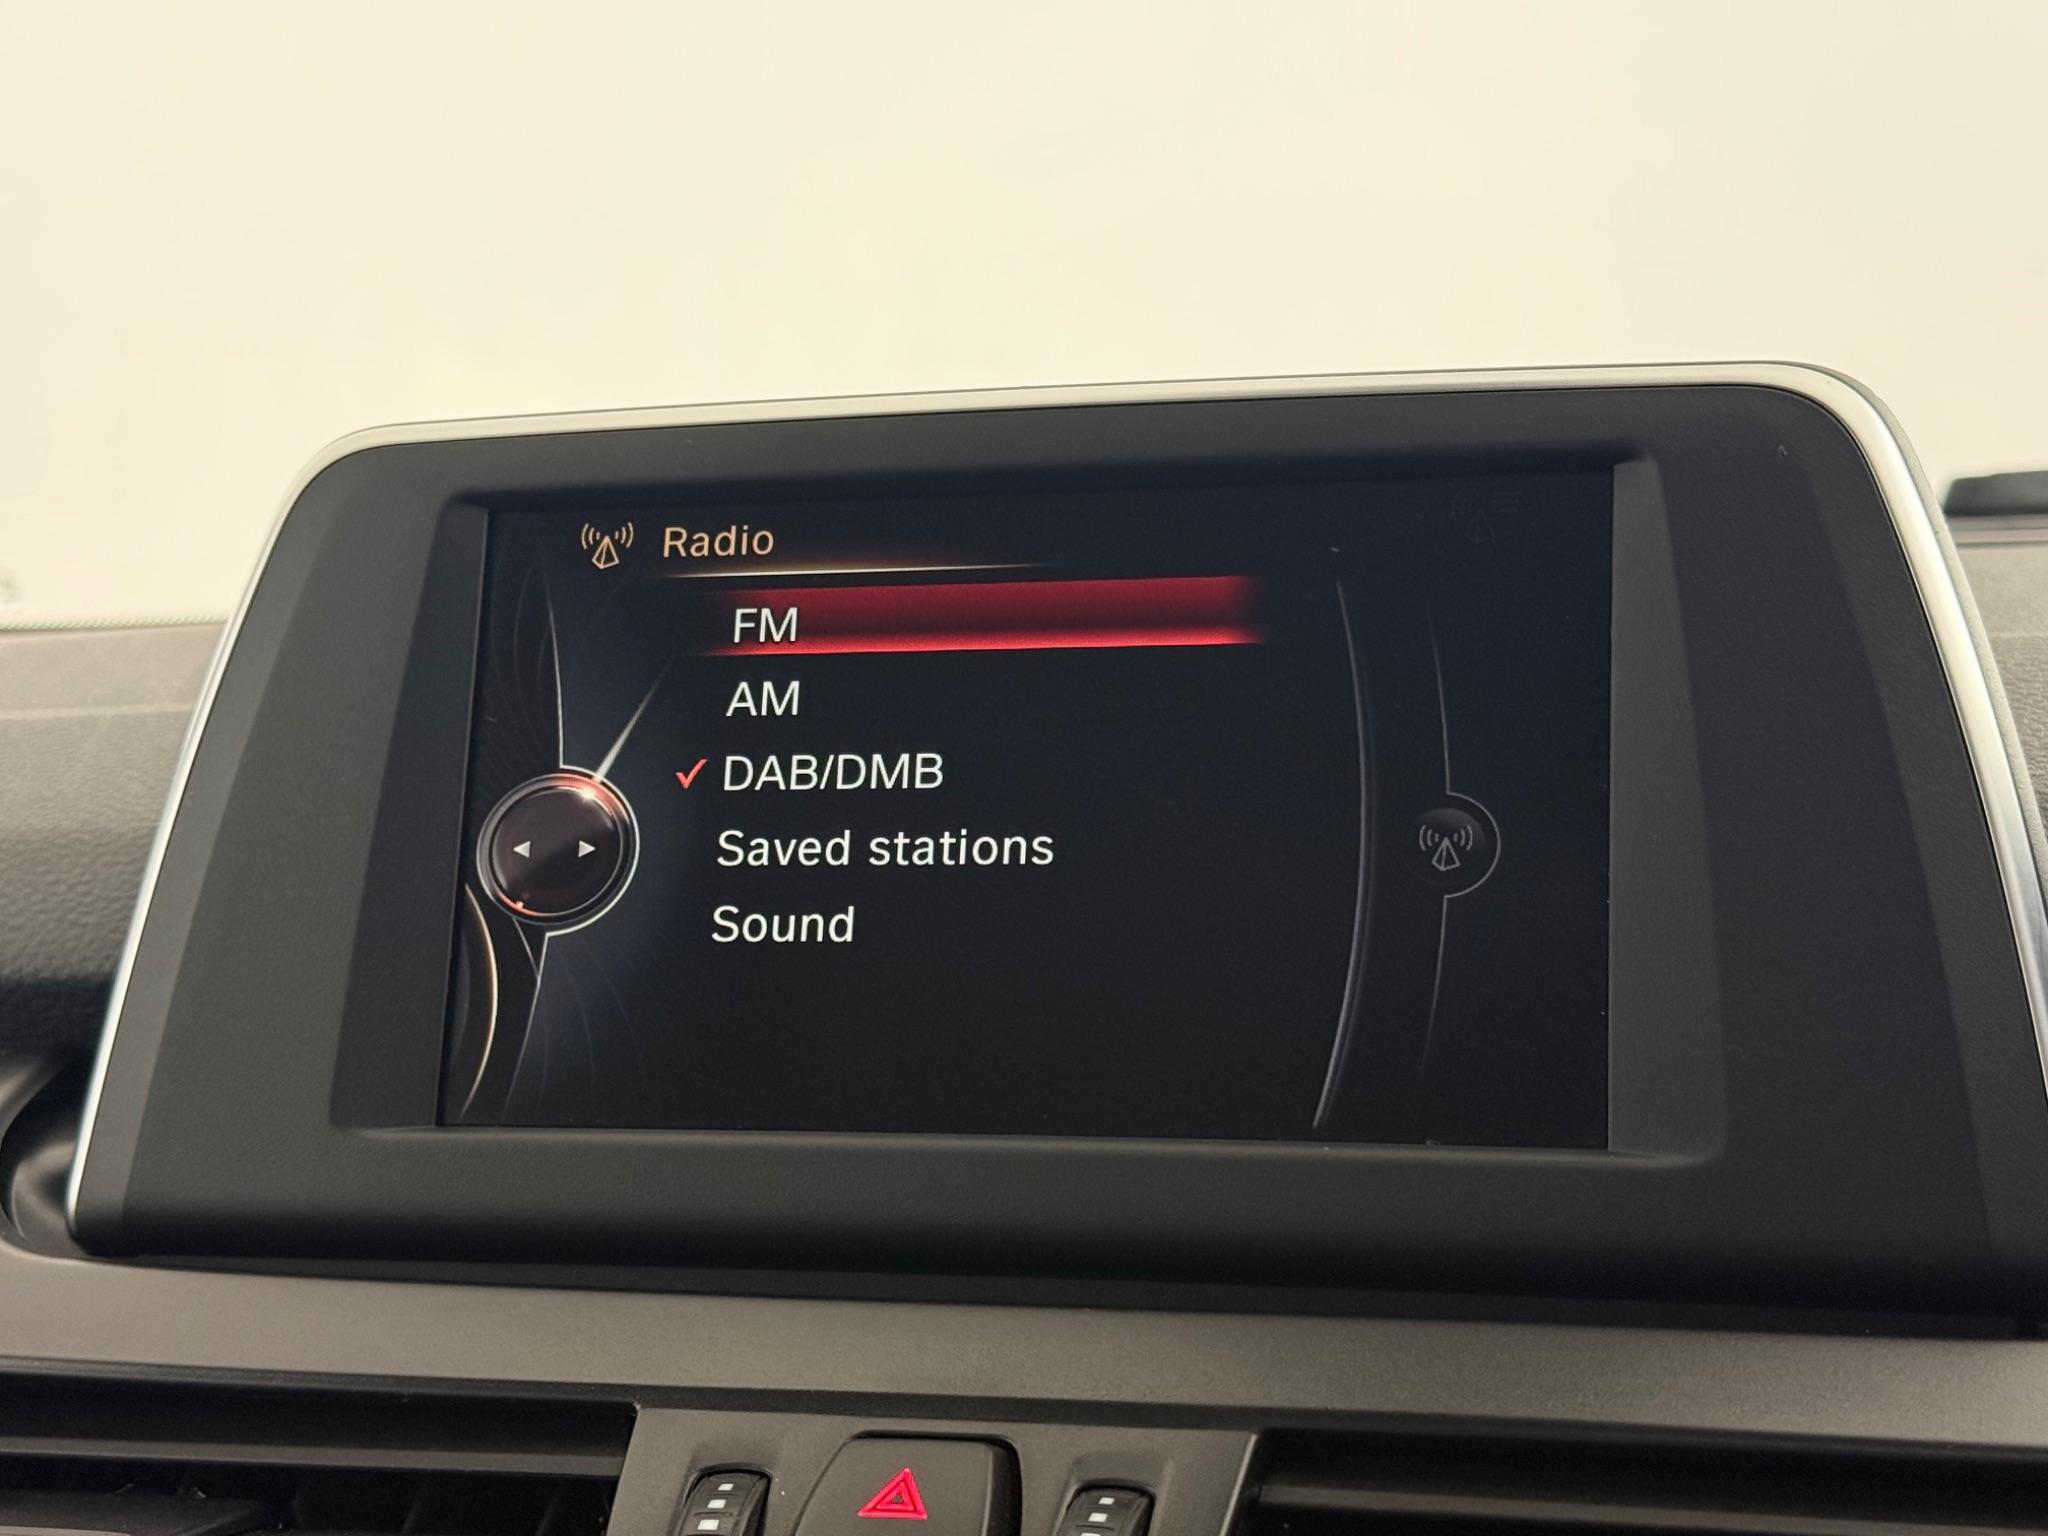 Radio
FM
AM
DAB/DMB
Saved stations
Sound